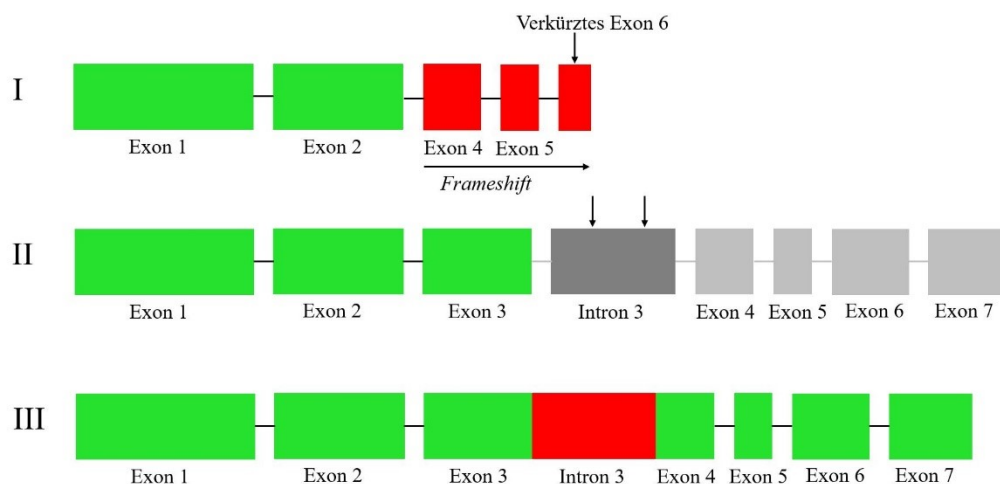 Verkürztes Exon 6
I
Exon 1 Exon 2 Exon 4 Exon 5
Frameshift
II
Exon 1 Exon 2 Exon 3 Intron 3 Exon 4 Exon 5 Exon 6 Exon 7
III
Exon 1 Exon 2 Exon 3 Intron 3 Exon 4 Exon 5 Exon 6 Exon 7